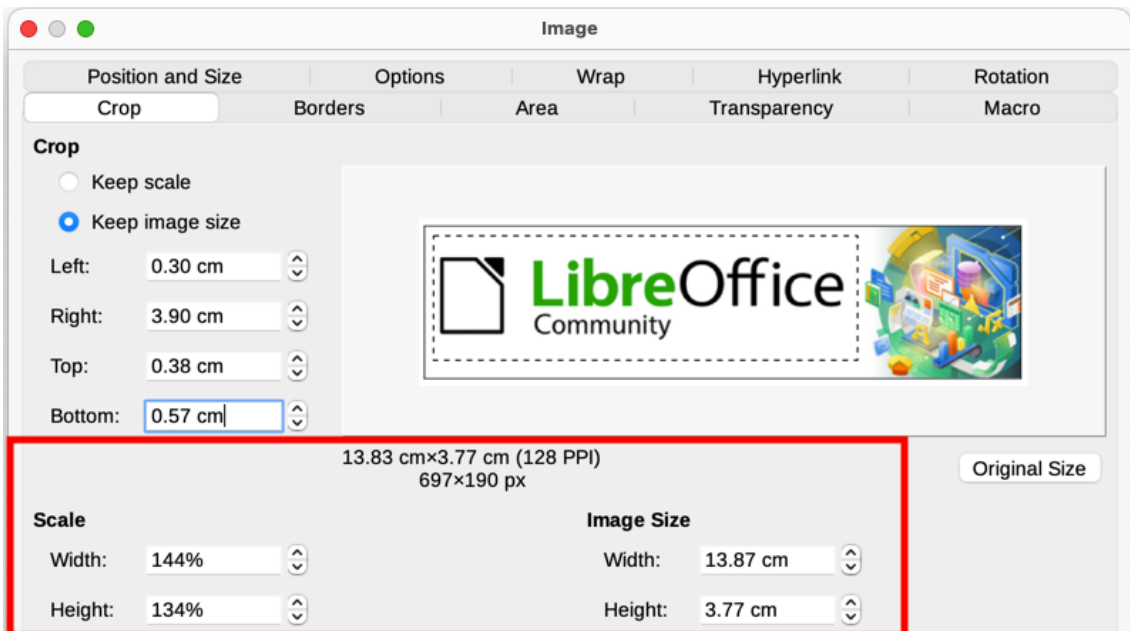 Image
Position and Size Options Wrap Hyperlink Rotation
Crop Borders Area Transparency Macro
Crop
Keep scale
Keep image size
Left: 0.30 cm
Right: 3.90 cm
Top: 0.38 cm
Bottom: 0.57 cm
LibreOffice
Community
13.83 cm×3.77 cm (128 PPI)
697×190 px
Original Size
Scale Image Size
Width: 144% Width: 13.87 cm
Height: 134% Height: 3.77 cm